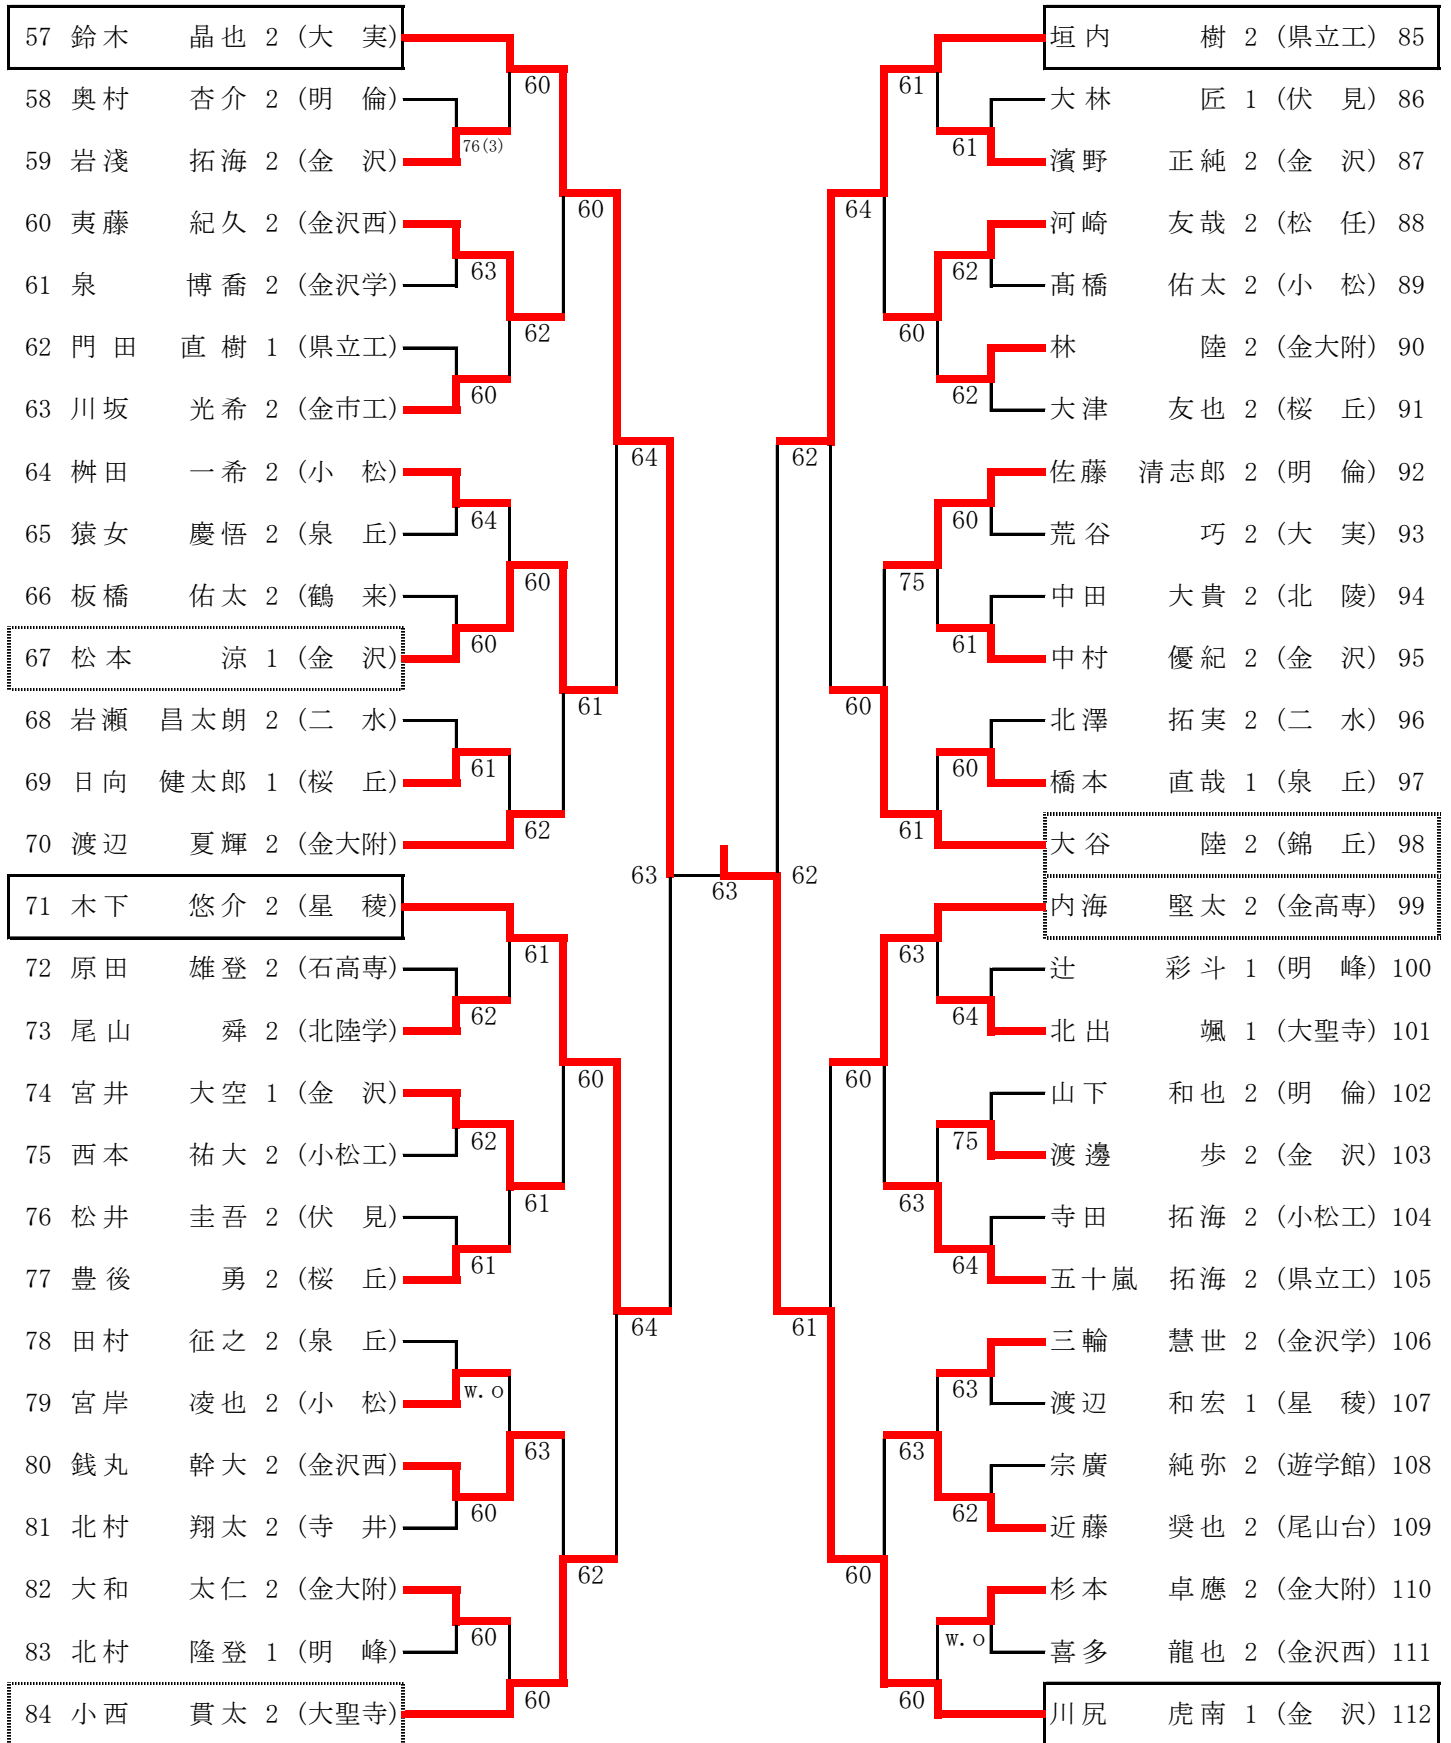 57 鈴木 晶也 2 (大 実)
60
58 奥村 杏介 2 (明 倫)
76(3)
59 岩淺 拓海 2 (金 沢)
60
60 夷藤 紀久 2 (金沢西)
63
61 泉 博喬 2 (金沢学)
62
62 門田 直樹 1 (県立工)
60
63 川坂 光希 2 (金市工)
64
64 桝田 一希 2 (小 松)
64
65 猿女 慶悟 2 (泉 丘)
60
66 板橋 佑太 2 (鶴 来)
60
67 松本 涼 1 (金 沢)
61
68 岩瀬 昌太朗 2 (二 水)
61
69 日向 健太郎 1 (桜 丘)
62
70 渡辺 夏輝 2 (金大附)
63
71 木下 悠介 2 (星 稜)
61
72 原田 雄登 2 (石高専)
62
73 尾山 舜 2 (北陸学)
60
74 宮井 大空 1 (金 沢)
62
75 西本 祐大 2 (小松工)
61
76 松井 圭吾 2 (伏 見)
61
77 豊後 勇 2 (桜 丘)
64
78 田村 征之 2 (泉 丘)
w.o
79 宮岸 凌也 2 (小 松)
63
80 銭丸 幹大 2 (金沢西)
60
81 北村 翔太 2 (寺 井)
62
82 大和 太仁 2 (金大附)
60
83 北村 隆登 1 (明 峰)
60
84 小西 貫太 2 (大聖寺)
63
垣内 樹 2 (県立工) 85
61
大林 匠 1 (伏 見) 86
61
濱野 正純 2 (金 沢) 87
64
河崎 友哉 2 (松 任) 88
62
髙橋 佑太 2 (小 松) 89
60
林 陸 2 (金大附) 90
62
大津 友也 2 (桜 丘) 91
62
佐藤 清志郎 2 (明 倫) 92
60
荒谷 巧 2 (大 実) 93
75
中田 大貴 2 (北 陵) 94
61
中村 優紀 2 (金 沢) 95
60
北澤 拓実 2 (二 水) 96
60
橋本 直哉 1 (泉 丘) 97
61
大谷 陸 2 (錦 丘) 98
62
内海 堅太 2 (金高専) 99
63
辻 彩斗 1 (明 峰) 100
64
北出 颯 1 (大聖寺) 101
60
山下 和也 2 (明 倫) 102
75
渡邊 歩 2 (金 沢) 103
63
寺田 拓海 2 (小松工) 104
64
五十嵐 拓海 2 (県立工) 105
61
三輪 慧世 2 (金沢学) 106
63
渡辺 和宏 1 (星 稜) 107
63
宗廣 純弥 2 (遊学館) 108
62
近藤 奨也 2 (尾山台) 109
60
杉本 卓應 2 (金大附) 110
w.o
喜多 龍也 2 (金沢西) 111
60
川尻 虎南 1 (金 沢) 112